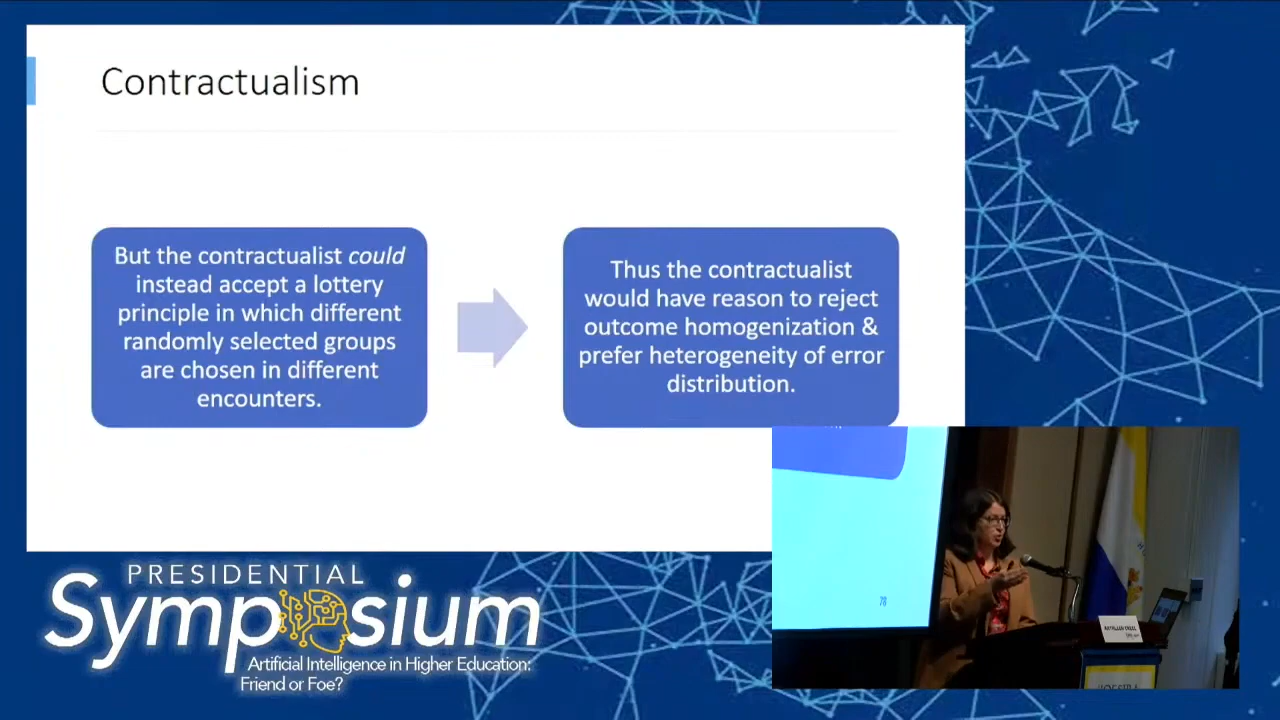 Contractualism
But the contractualist could
instead accept a lottery
principle in which different
randomly selected groups
are chosen in different
encounters.
Thus the contractualist
would have reason to reject
outcome homogenization &
prefer heterogeneity of error
distribution.
78
PRESIDENTIAL
Symposium
Artificial Intelligence in Higher Education:
Friend or Foe?